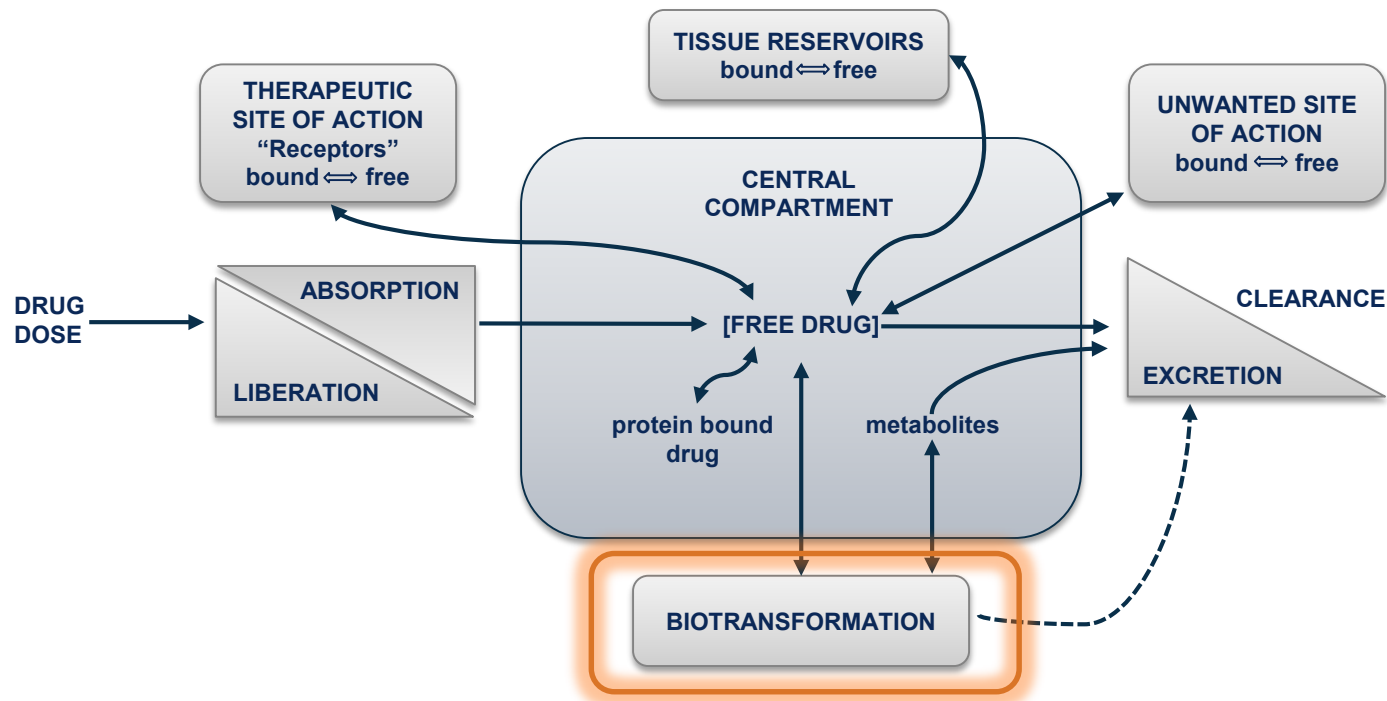 TISSUE RESERVOIRS
bound ⟺ free
THERAPEUTIC
SITE OF ACTION
“Receptors”
bound ⟺ free
UNWANTED SITE
OF ACTION
bound ⟺ free
CENTRAL
COMPARTMENT
DRUG
DOSE
ABSORPTION
LIBERATION
[FREE DRUG]
CLEARANCE
EXCRETION
protein bound
drug
metabolites
BIOTRANSFORMATION